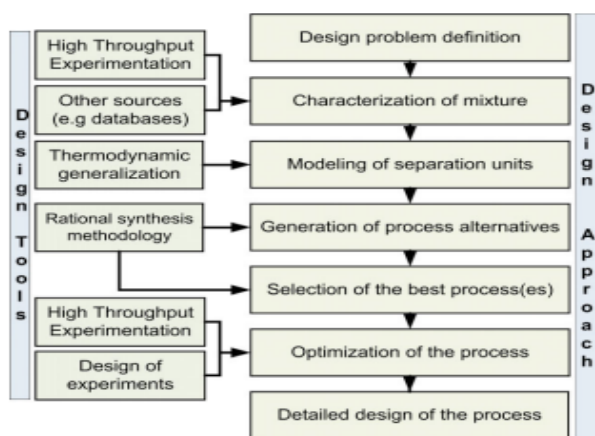 Design Tools
High Throughput
Experimentation
Other sources
(e.g databases)
Thermodynamic
generalization
Rational synthesis
methodology
High Throughput
Experimentation
Design of
experiments
Design problem definition
Characterization of mixture
Modeling of separation units
Generation of process alternatives
Selection of the best process(es)
Optimization of the process
Detailed design of the process
Design Approach